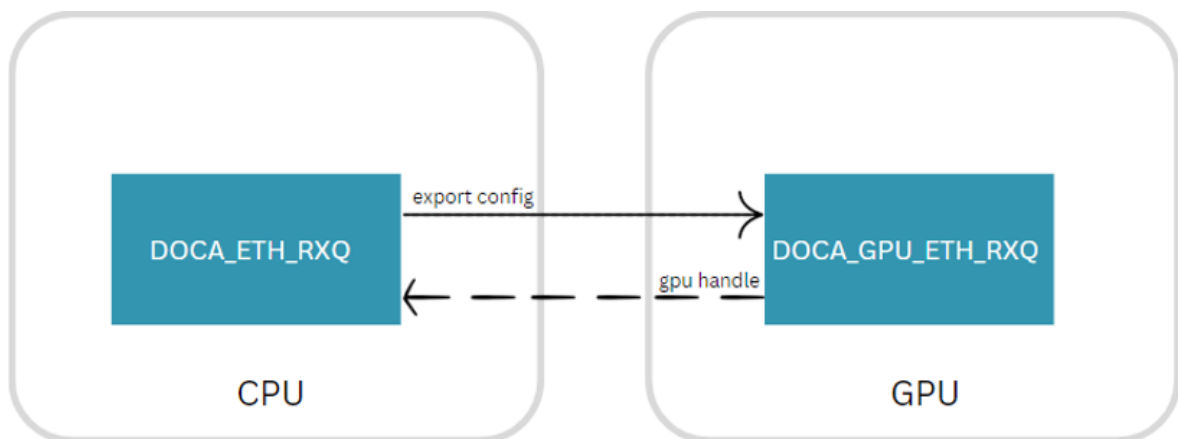 export config
DOCA_ETH_RXQ
DOCA_GPU_ETH_RXQ
gpu handle
CPU
GPU